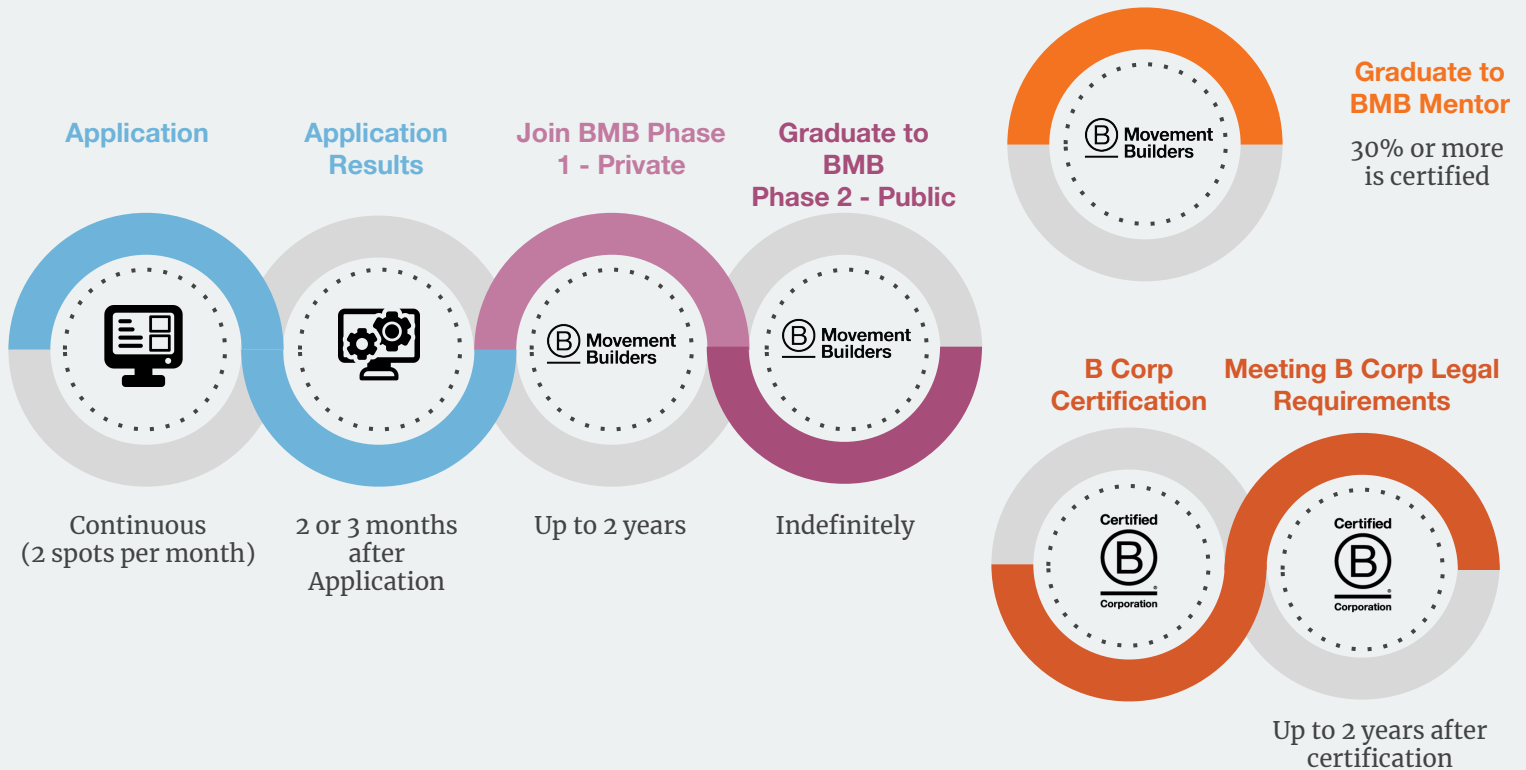 Application
Continuous
(2 spots per month)
Application
Results
2 or 3 months
after
Application
Join BMB Phase
1 - Private
B Movement
Builders
Up to 2 years
Graduate to
BMB
Phase 2 - Public
B Movement
Builders
Indefinitely
B Movement
Builders
Graduate to
BMB Mentor
30% or more
is certified
B Corp
Certification
Certified
B
Corporation
Meeting B Corp Legal
Requirements
Certified
B
Corporation
Up to 2 years after
certification